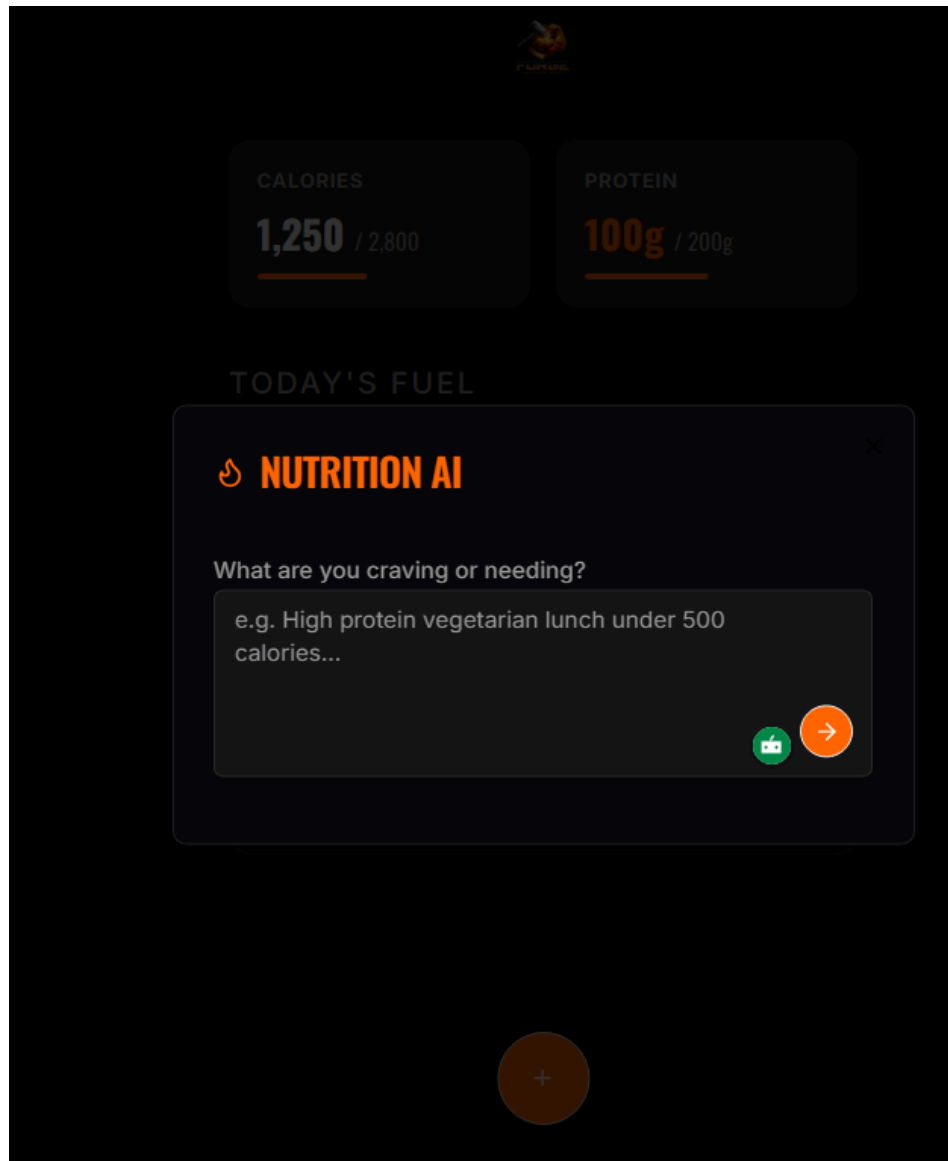 FORGE
CALORIES
PROTEIN
1,250 / 2,800
100g / 200g
TODAY'S FUEL
NUTRITION AI
What are you craving or needing?
e.g. High protein vegetarian lunch under 500
calories...